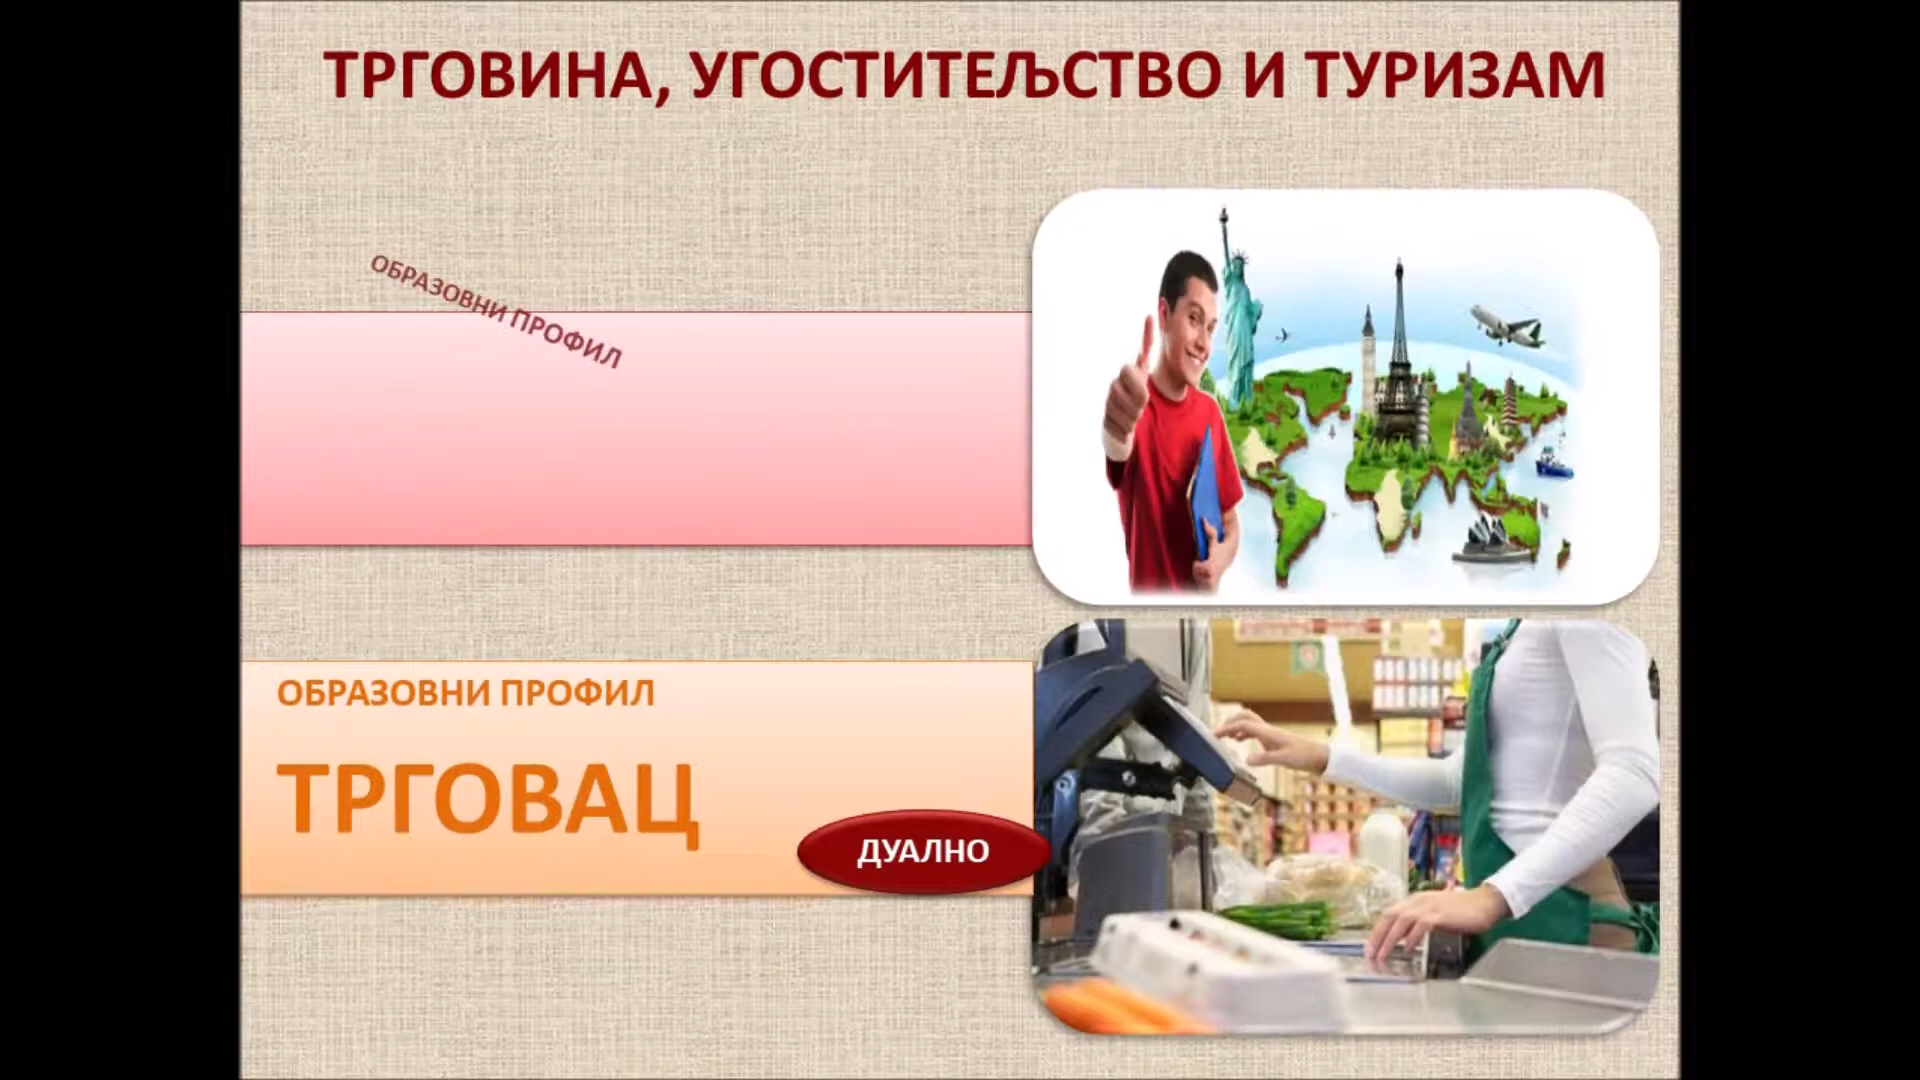 ТРГОВИНА, УГОСТИТЕЉСТВО И ТУРИЗАМ
ОБРАЗОВНИ ПРОФИЛ
ОБРАЗОВНИ ПРОФИЛ
ТРГОВАЦ
ДУАЛНО